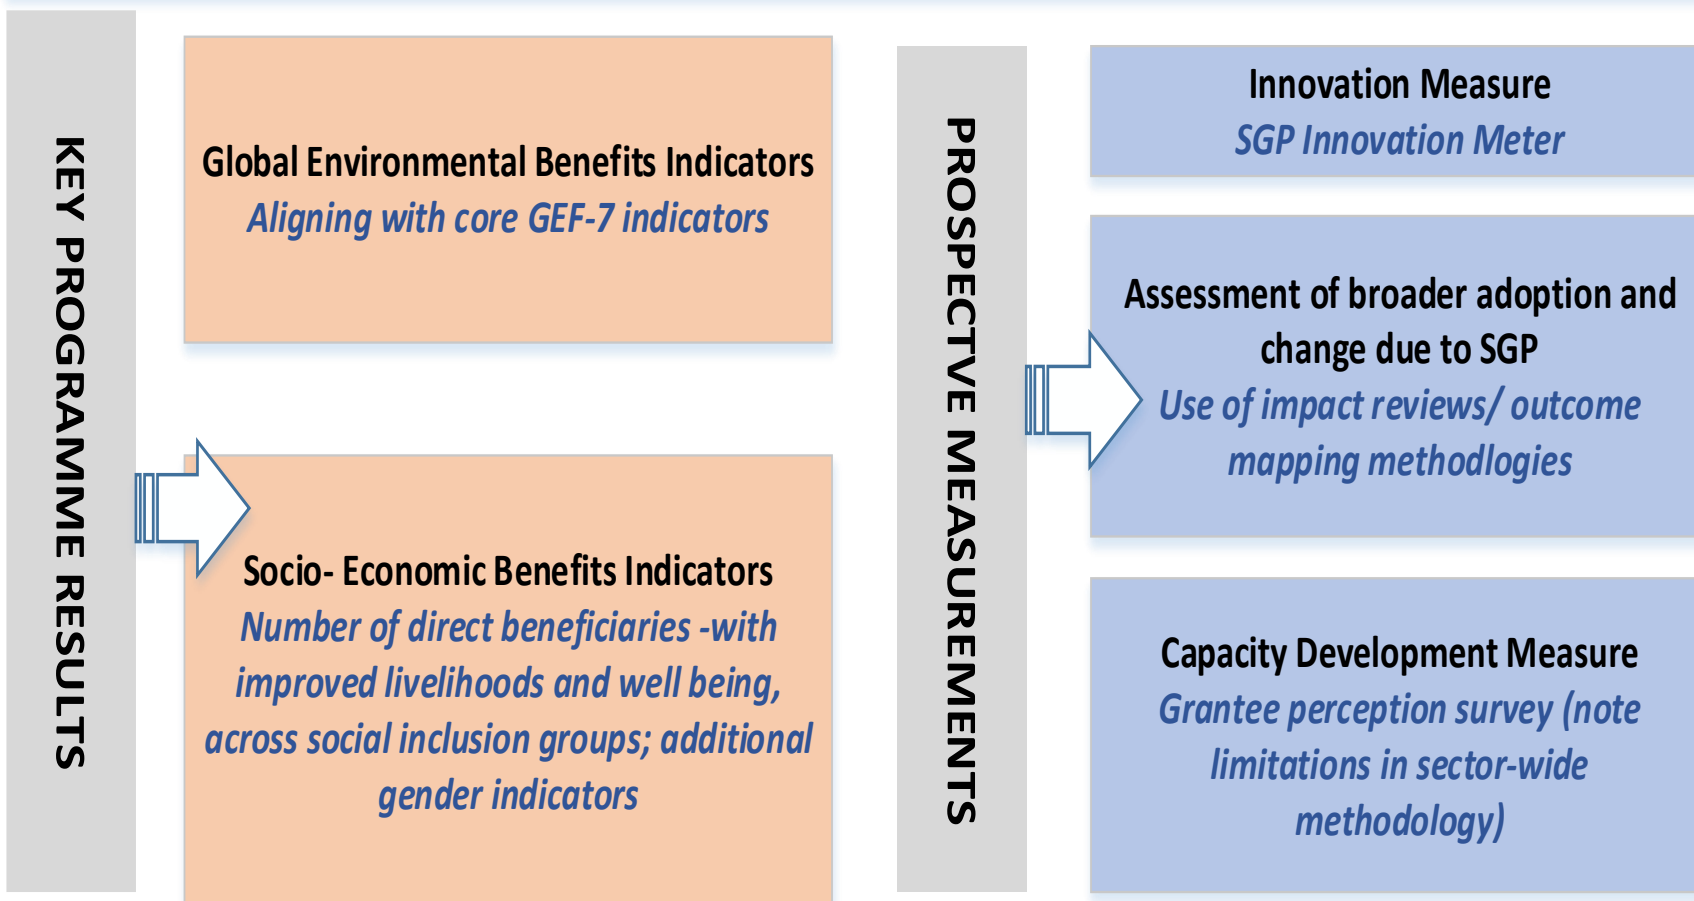 KEY PROGRAMME RESULTS
Global Environmental Benefits Indicators
Aligning with core GEF-7 indicators
Socio- Economic Benefits Indicators
Number of direct beneficiaries -with
improved livelihoods and well being,
across social inclusion groups; additional
gender indicators
PROSPECTVE MEASUREMENTS
Innovation Measure
SGP Innovation Meter
Assessment of broader adoption and
change due to SGP
Use of impact reviews/ outcome
mapping methodlogies
Capacity Development Measure
Grantee perception survey (note
limitations in sector-wide
methodology)